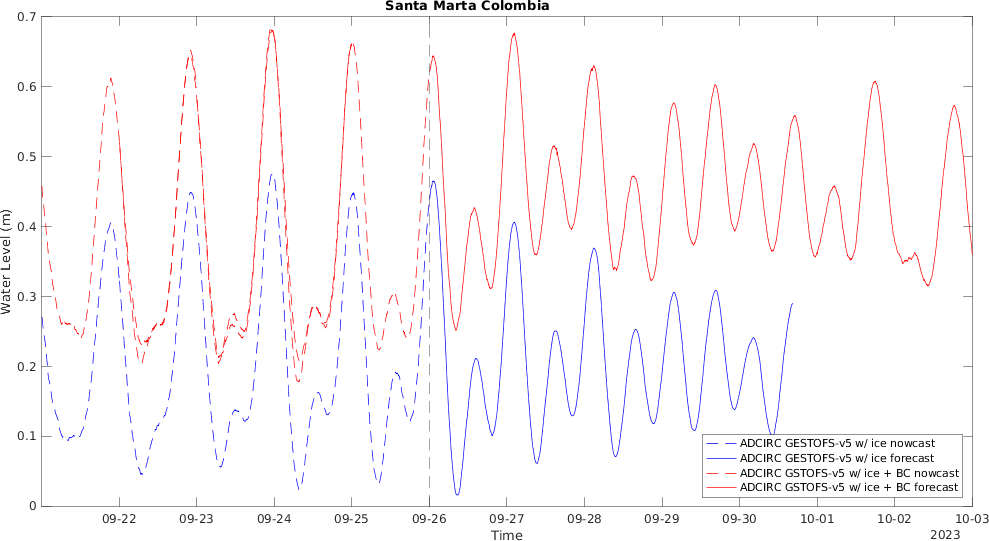 Santa Marta Colombia
Water Level (m)
0.7
0.6
0.5
0.4
0.3
0.2
0.1
0
ADCIRC GESTOFS-v5 w/ ice nowcast
ADCIRC GESTOFS-v5 w/ ice forecast
ADCIRC GSTOFS-v5 w/ ice + BC nowcast
ADCIRC GSTOFS-v5 w/ ice + BC forecast
09-22 09-23 09-24 09-25 09-26 09-27 09-28 09-29 09-30 10-01 10-02 10-03
Time
2023